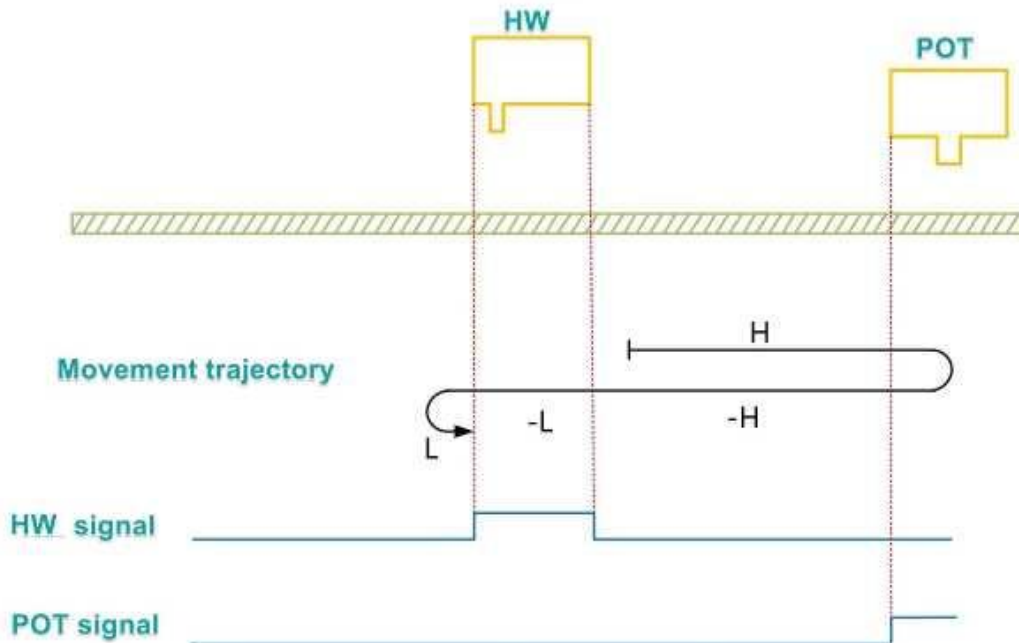 HW
POT
H
Movement trajectory
-L
-H
L
HW signal
POT signal